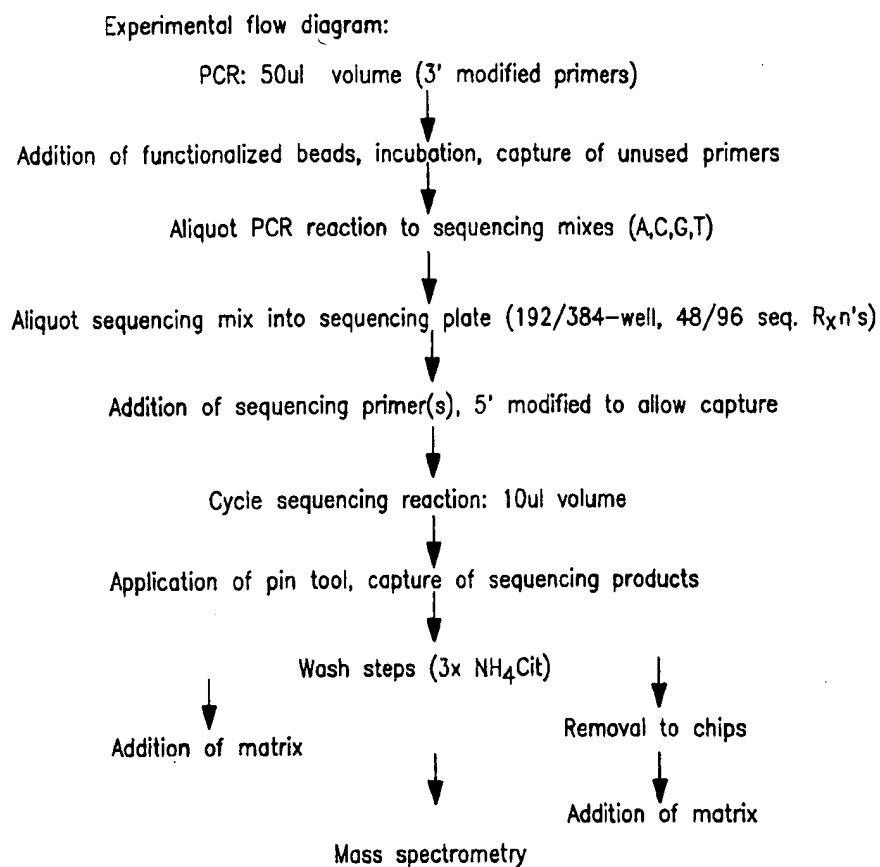 Experimental flow diagram:
PCR: 50ul volume (3' modified primers)
Addition of functionalized beads, incubation, capture of unused primers
Aliquot PCR reaction to sequencing mixes (A,C,G,T)
Aliquot sequencing mix into sequencing plate (192/384-well, 48/96 seq. RXn's)
Addition of sequencing primer(s), 5' modified to allow capture
Cycle sequencing reaction: 10ul volume
Application of pin tool, capture of sequencing products
Wash steps (3x NH4Cit)
Addition of matrix
Removal to chips
Addition of matrix
Mass spectrometry